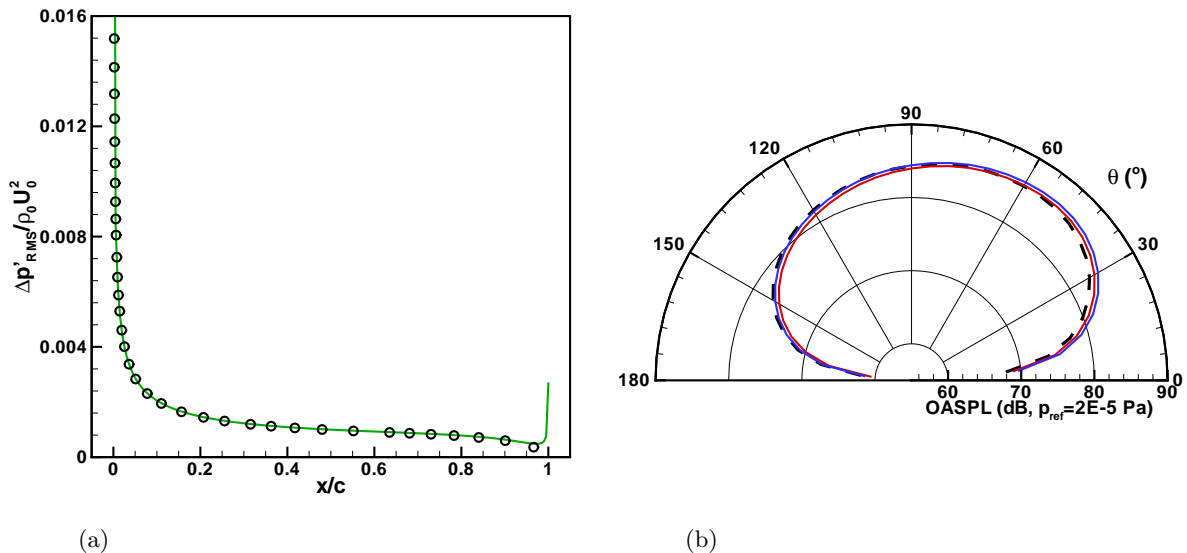 0.016
0.012
0.008
0.004
0
Δp'RMS/ρ0U0^2
0 0.2 0.4 0.6 0.8 1
x/c
(a)
90
120 60
θ (°)
150 30
180 60 70 80 90 0
OASPL (dB, pref=2E-5 Pa)
(b)